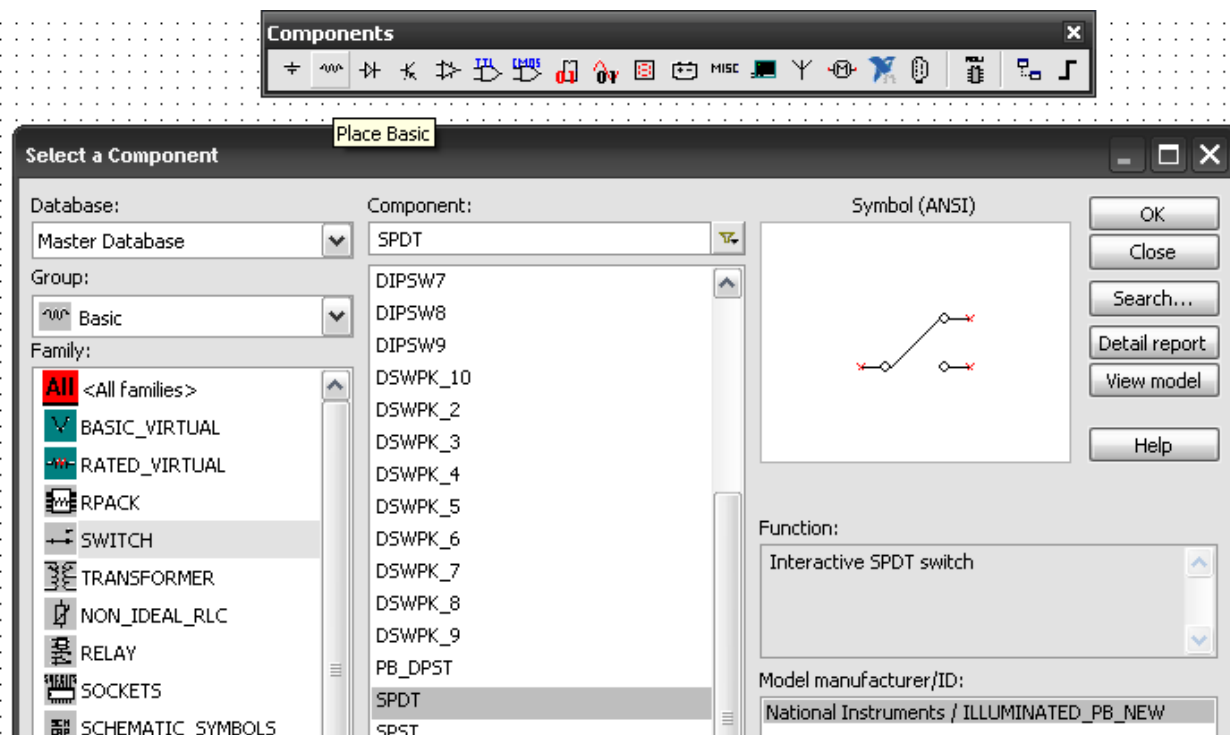 Components
TTL CMOS MISC
Place Basic
Select a Component
Database:
Master Database
Group:
Basic
Family:
All <All families>
BASIC_VIRTUAL
RATED_VIRTUAL
RPACK
SWITCH
TRANSFORMER
NON_IDEAL_RLC
RELAY
SOCKETS
SCHEMATIC_SYMBOLS
Component:
SPDT
DIPSW7
DIPSW8
DIPSW9
DSWPK_10
DSWPK_2
DSWPK_3
DSWPK_4
DSWPK_5
DSWPK_6
DSWPK_7
DSWPK_8
DSWPK_9
PB_DPST
SPDT
SPST
Symbol (ANSI)
Function:
Interactive SPDT switch
Model manufacturer/ID:
National Instruments / ILLUMINATED_PB_NEW
OK
Close
Search...
Detail report
View model
Help